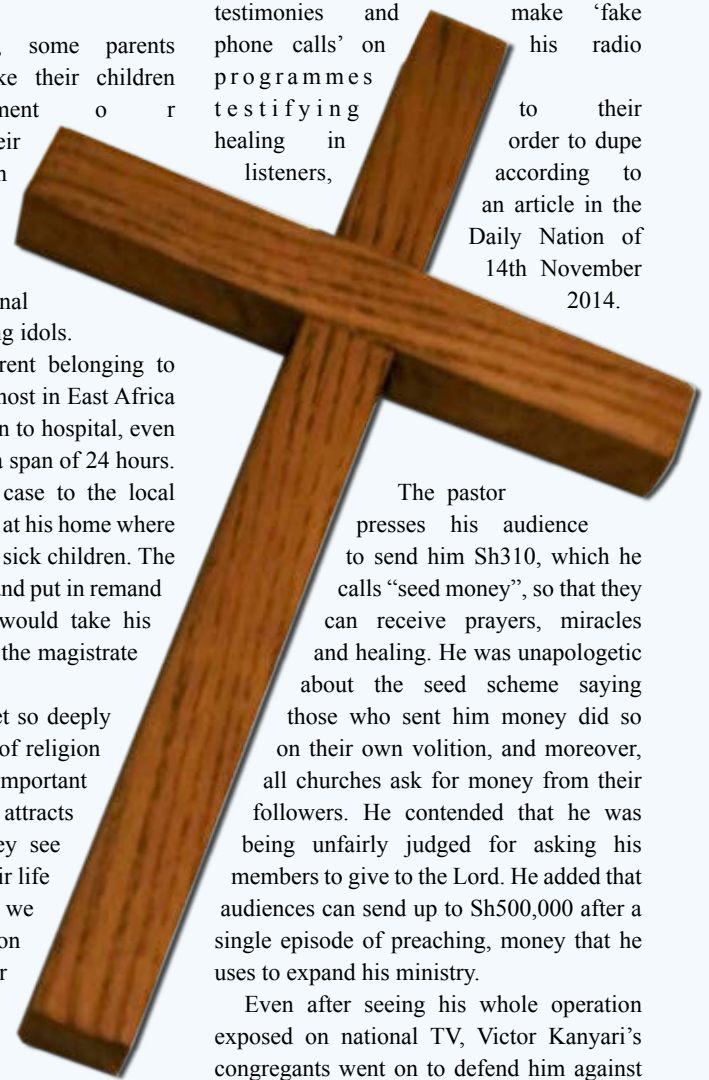 , some parents
ke their children
ment o r
eir
n
nal
g idols.
rent belonging to
ost in East Africa
n to hospital, even
a span of 24 hours.
case to the local
at his home where
sick children. The
nd put in remand
would take his
the magistrate
et so deeply
of religion
mportant
attracts
ey see
ir life
we
on
r
testimonies and make ‘fake
phone calls’ on his radio
programmes
testifying to their
healing in order to dupe
listeners, according to
an article in the
Daily Nation of
14th November
2014.
The pastor
presses his audience
to send him Sh310, which he
calls “seed money”, so that they
can receive prayers, miracles
and healing. He was unapologetic
about the seed scheme saying
those who sent him money did so
on their own volition, and moreover,
all churches ask for money from their
followers. He contended that he was
being unfairly judged for asking his
members to give to the Lord. He added that
audiences can send up to Sh500,000 after a
single episode of preaching, money that he
uses to expand his ministry.
Even after seeing his whole operation
exposed on national TV, Victor Kanyari’s
congregants went on to defend him against